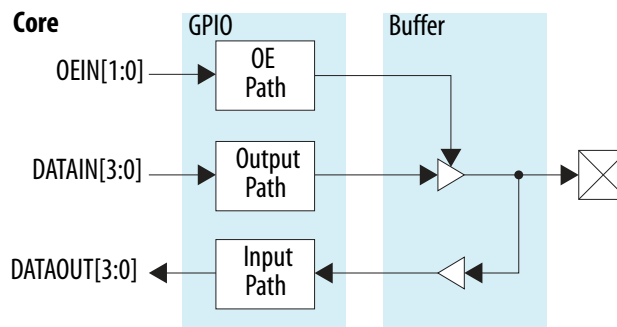 Core
GPIO
Buffer
OEIN[1:0]
OE
Path
DATAIN[3:0]
Output
Path
DATAOUT[3:0]
Input
Path